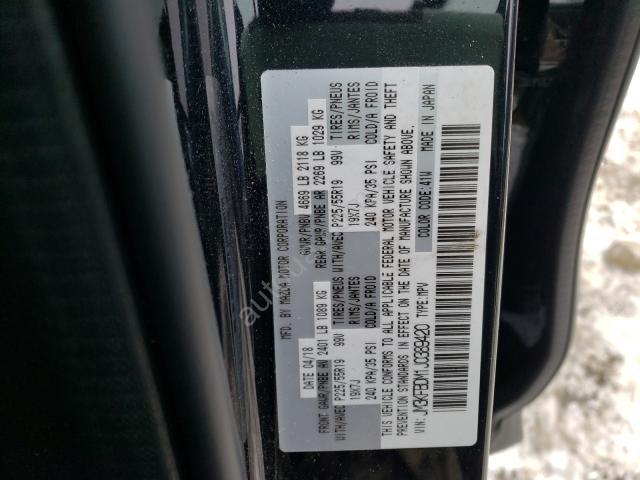 MFD. BY MAZDA MOTOR CORPORATION
DATE 04/18 GVWR/PNBV 4669 LB 2118 KG
FRONT GAWR/PNBE AV 2401 LB 1089 KG REAR GAWR/PNBE AR 2269 LB 1029 KG
WITH/AVEC P225/55R19 99V TIRES/PNEUS WITH/AVEC P225/55R19 99V TIRES/PNEUS
19X7J RIMS/JANTES 19X7J RIMS/JANTES
240 KPA/35 PSI COLD/A FROID 240 KPA/35 PSI COLD/A FROID
THIS VEHICLE CONFORMS TO ALL APPLICABLE FEDERAL MOTOR VEHICLE SAFETY AND THEFT
PREVENTION STANDARDS IN EFFECT ON THE DATE OF MANUFACTURE SHOWN ABOVE.
COLOR CODE:41W MADE IN JAPAN
VIN: JM3KFBDM1J0389420 TYPE:MPV